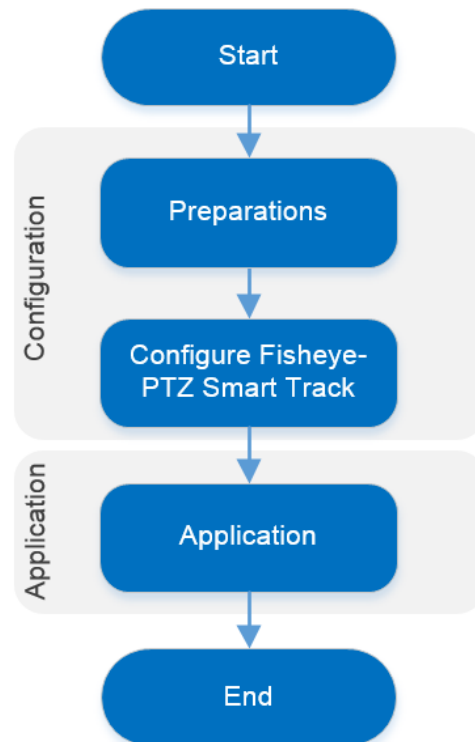 Start
Configuration
Preparations
Configure Fisheye-
PTZ Smart Track
Application
Application
End